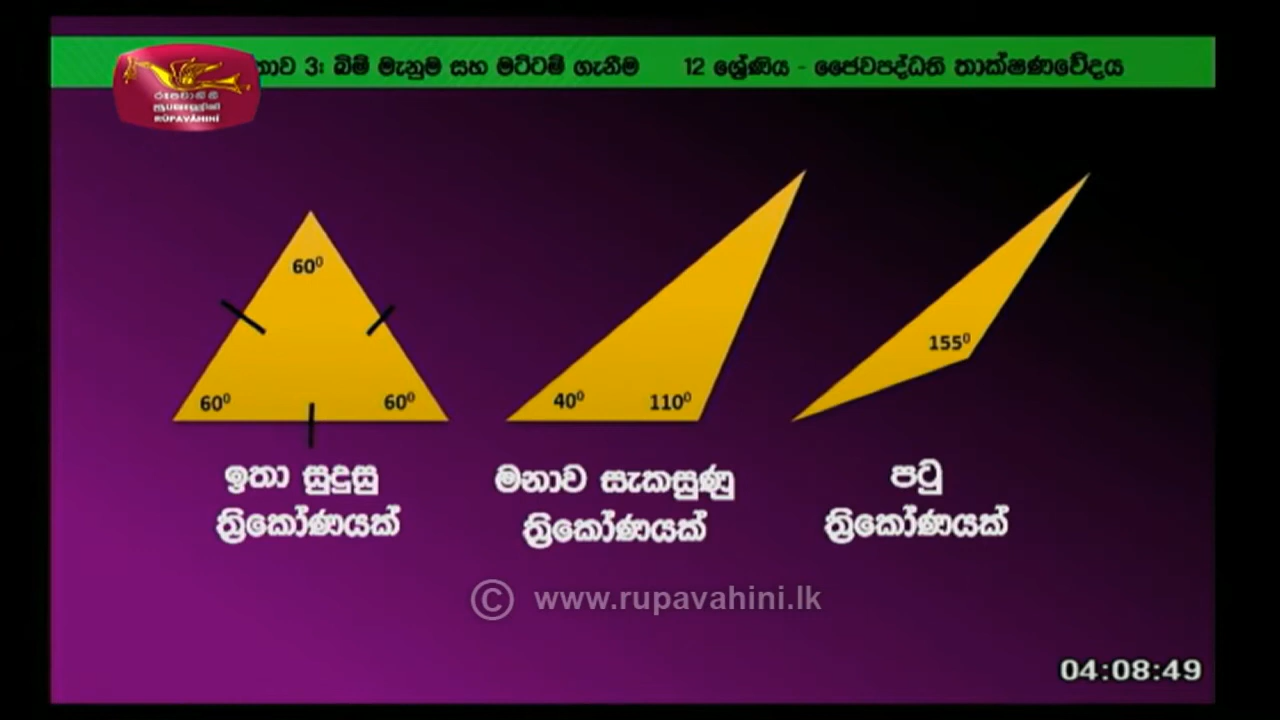 3: බිම් මැනුම සහ මට්ටම් ගැනීම 12 ශ්‍රේණිය - ජෛවපද්ධති තාක්ෂණවේදය
රූපවාහිනී
RUPAVAHINI
60⁰
60⁰ 60⁰
40⁰ 110⁰
155⁰
ඉතා සුදුසු
ත්‍රිකෝණයක්
මනාව සැකසුණු
ත්‍රිකෝණයක්
පටු
ත්‍රිකෝණයක්
© www.rupavahini.lk
04:08:49